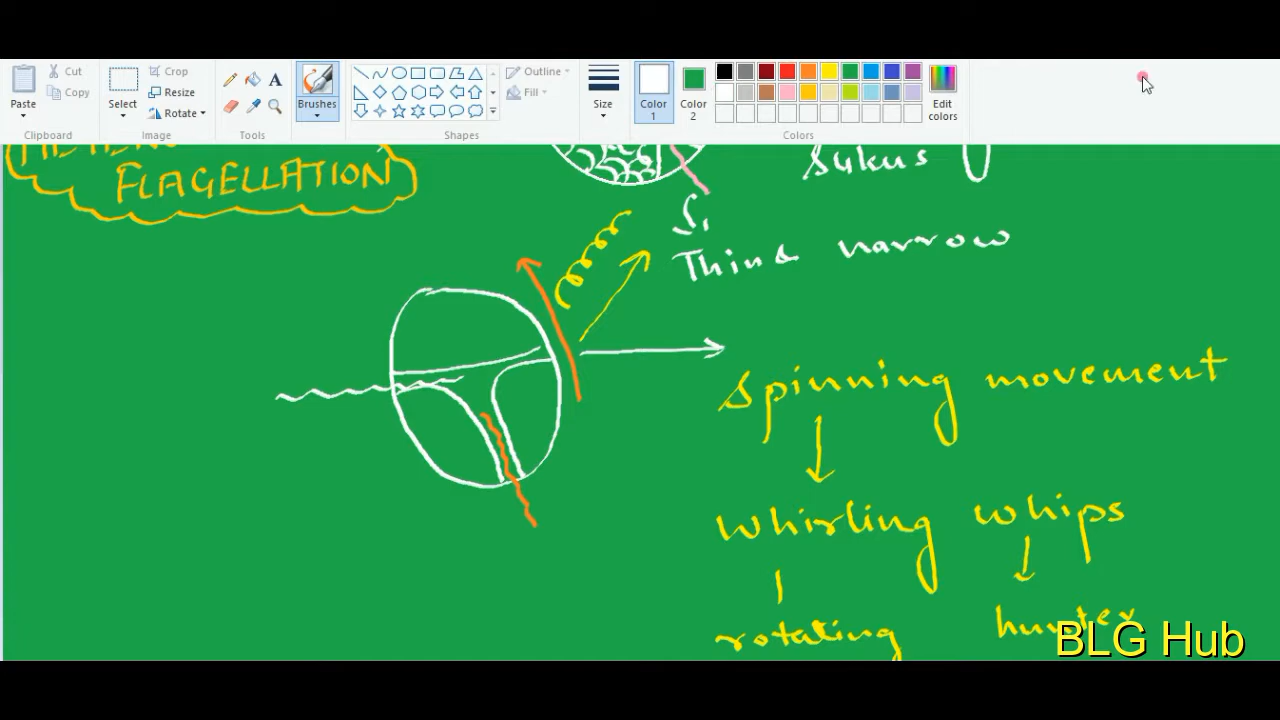 Cut
Crop
Outline
Copy
Resize
Fill
Paste
Select
Rotate
Brushes
Size
Color 1
Color 2
Edit colors
Clipboard
Image
Tools
Shapes
Colors
FLAGELLATION
Sulcus
Thin & narrow
Spinning movement
Whirling whips
rotating hunter
BLG Hub